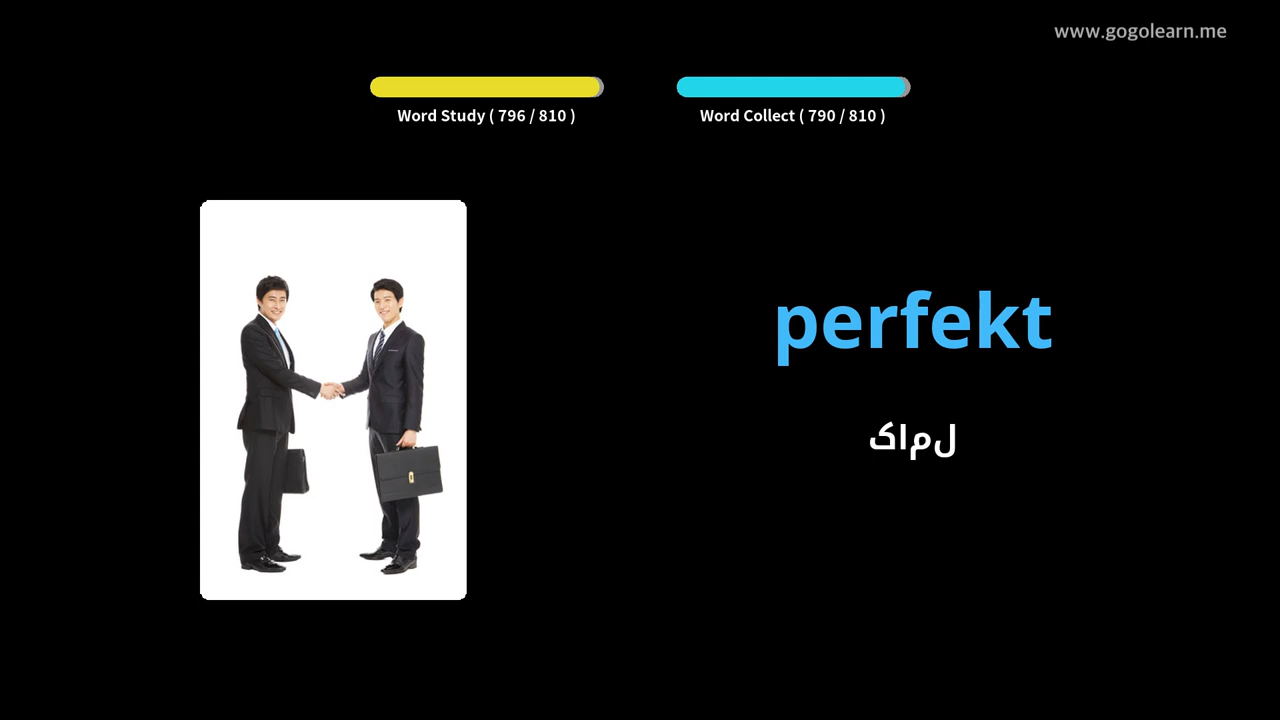 www.gogolearn.me
Word Study ( 796 / 810 )
Word Collect ( 790 / 810 )
perfekt
کامل